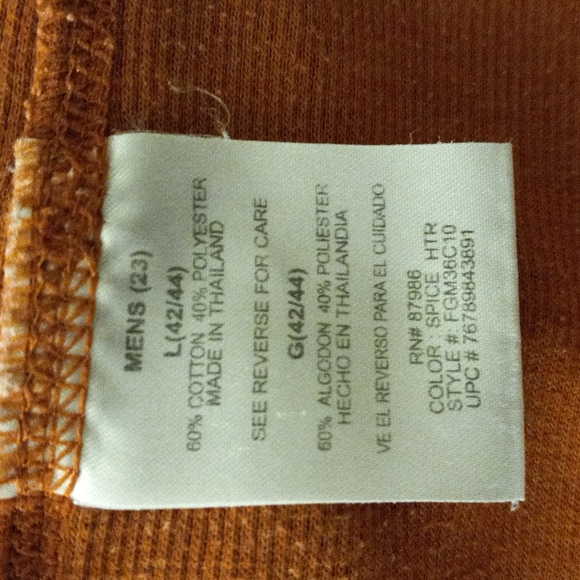 MENS (23)
L(42/44)
60% COTTON 40% POLYESTER
MADE IN THAILAND
SEE REVERSE FOR CARE
G(42/44)
60% ALGODON 40% POLIESTER
HECHO EN THAILANDIA
VE EL REVERSO PARA EL CUIDADO
RN# 87986
COLOR: SPICE HTR
STYLE #: FGM36C10
UPC # 76789843891